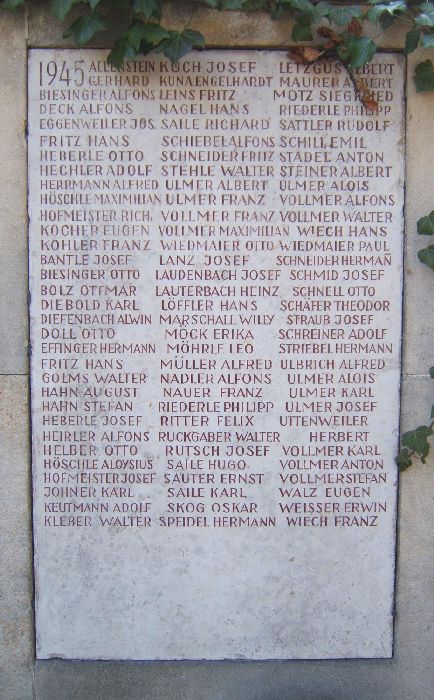 1945 ALLENSTEIN KUCH JOSEF LETZGUS ALBERT
GERHARD KUNA ENGELHARDT MAURER ALBERT
BIESINGER ALFONS LEINS FRITZ MOTZ SIEGFRIED
DECK ALFONS NAGEL HANS RIEDERLE PHILIPP
EGGENWEILER JOS. SAILE RICHARD SATTLER RUDOLF
FRITZ HANS SCHIEBEL ALFONS SCHILL EMIL
HEBERLE OTTO SCHNEIDER FRITZ STADEL ANTON
HECHLER ADOLF STEHLE WALTER STEINER ALBERT
HERRMANN ALFRED ULMER ALBERT ULMER ALOIS
HÖSCHLE MAXIMILIAN ULMER FRANZ VOLLMER ALFONS
HOFMEISTER RICH. VOLLMER FRANZ VOLLMER WALTER
KOCHER EUGEN VOLLMER MAXIMILIAN WIECH HANS
KOHLER FRANZ WIEDMAIER OTTO WIEDMAIER PAUL
BANTLE JOSEF LANZ JOSEF SCHNEIDER HERMAN̄
BIESINGER OTTO LAUDENBACH JOSEF SCHMID JOSEF
BOLZ OTTMAR LAUTERBACH HEINZ SCHNELL OTTO
DIEBOLD KARL LÖFFLER HANS SCHÄFER THEODOR
DIEFENBACH ALWIN MARSCHALL WILLY STRAUB JOSEF
DOLL OTTO MÖCK ERIKA SCHREINER ADOLF
EFFINGER HERMANN MÖHRLE LEO STRIEBEL HERMANN
FRITZ HANS MÜLLER ALFRED ULBRICH ALFRED
GOLMS WALTER NADLER ALFONS ULMER ALOIS
HAHN AUGUST NAUER FRANZ ULMER KARL
HAHN STEFAN RIEDERLE PHILIPP ULMER JOSEF
HEBERLE JOSEF RITTER FELIX UTTENWEILER
HEIRLER ALFONS RUCKGABER WALTER HERBERT
HELBER OTTO RUTSCH JOSEF VOLLMER KARL
HÖSCHLE ALOYSIUS SAILE HUGO VOLLMER ANTON
HOFMEISTER JOSEF SAUTER ERNST VOLLMER STEFAN
JOHNER KARL SAILE KARL WALZ EUGEN
KEUTMANN ADOLF SKOG OSKAR WEISSER ERWIN
KLEBER WALTER SPEIDEL HERMANN WIECH FRANZ